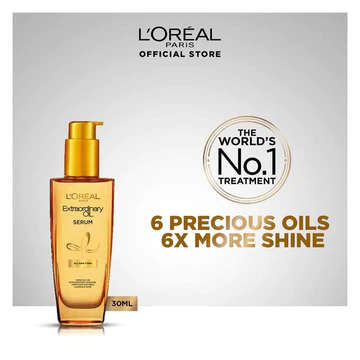 L'ORÉAL
PARIS
OFFICIAL STORE
THE
WORLD'S
No.1
TREATMENT
6 PRECIOUS OILS
6X MORE SHINE
L'ORÉAL
PARIS
Extraordinary
OIL
SERUM
30ML